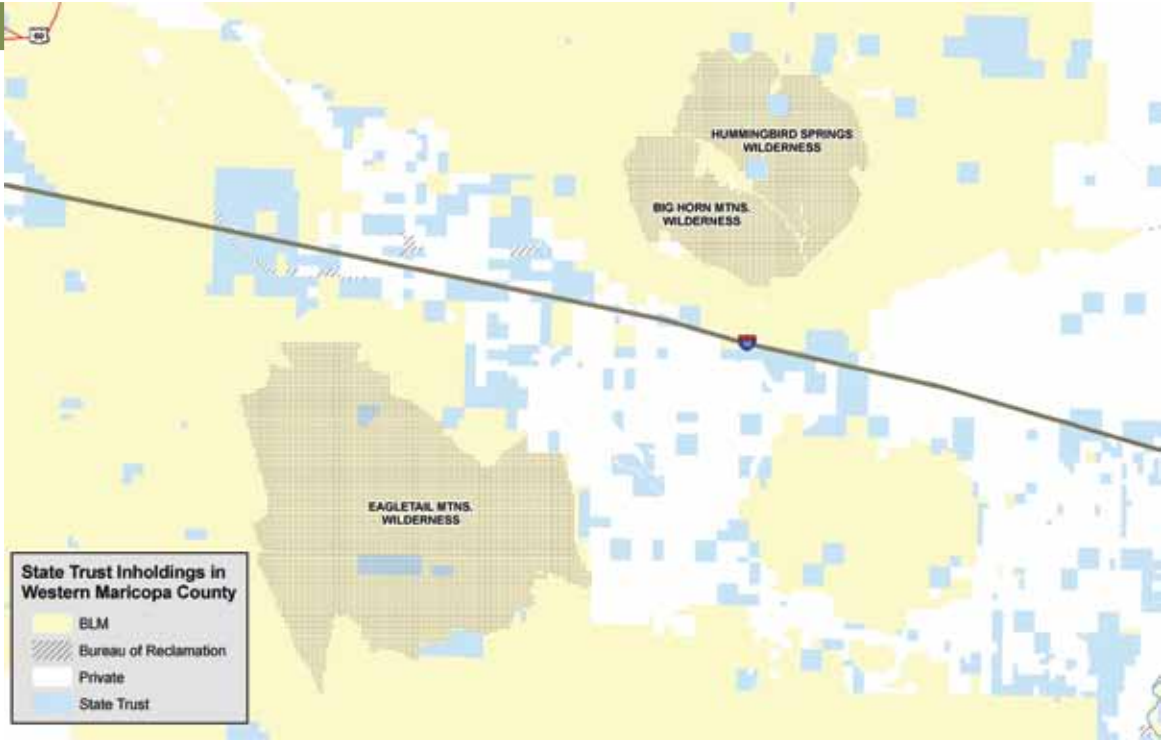 60
HUMMINGBIRD SPRINGS
WILDERNESS
BIG HORN MTNS.
WILDERNESS
EAGLETAIL MTNS.
WILDERNESS
State Trust Inholdings in
Western Maricopa County
BLM
Bureau of Reclamation
Private
State Trust